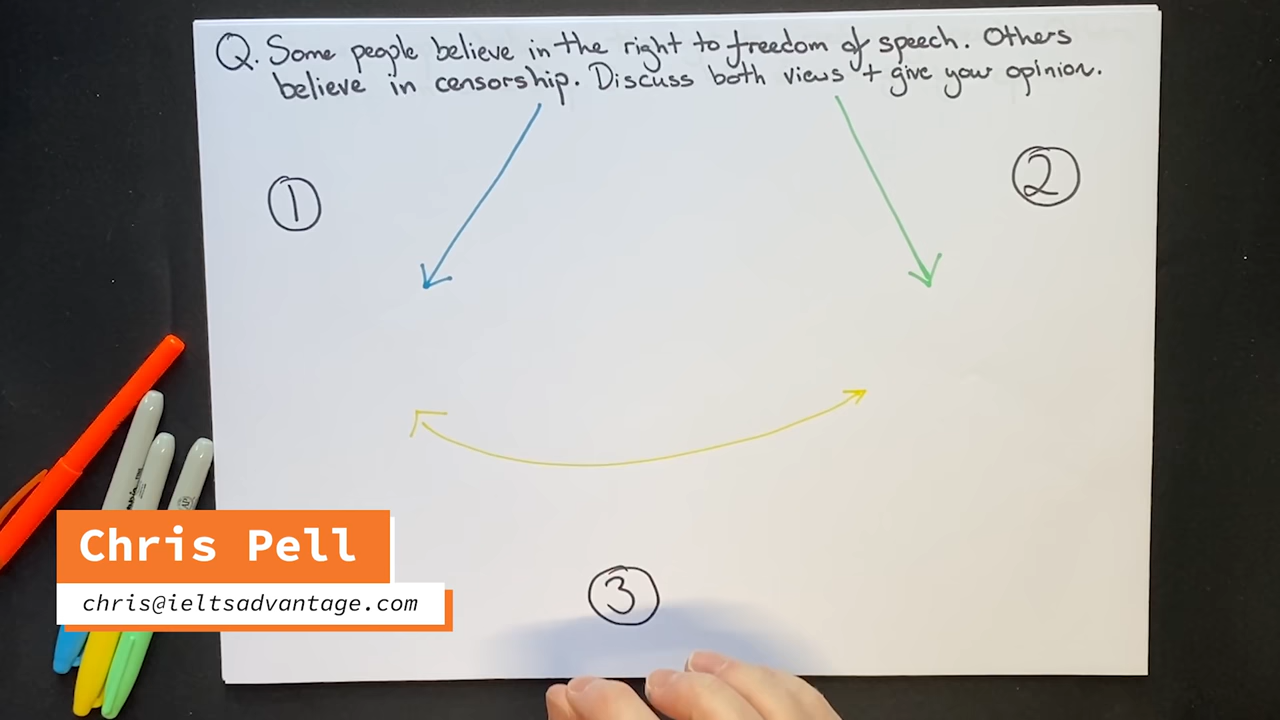 Q. Some people believe in the right to freedom of speech. Others
believe in censorship. Discuss both views + give your opinion.
1
2
3
Chris Pell
chris@ieltsadvantage.com